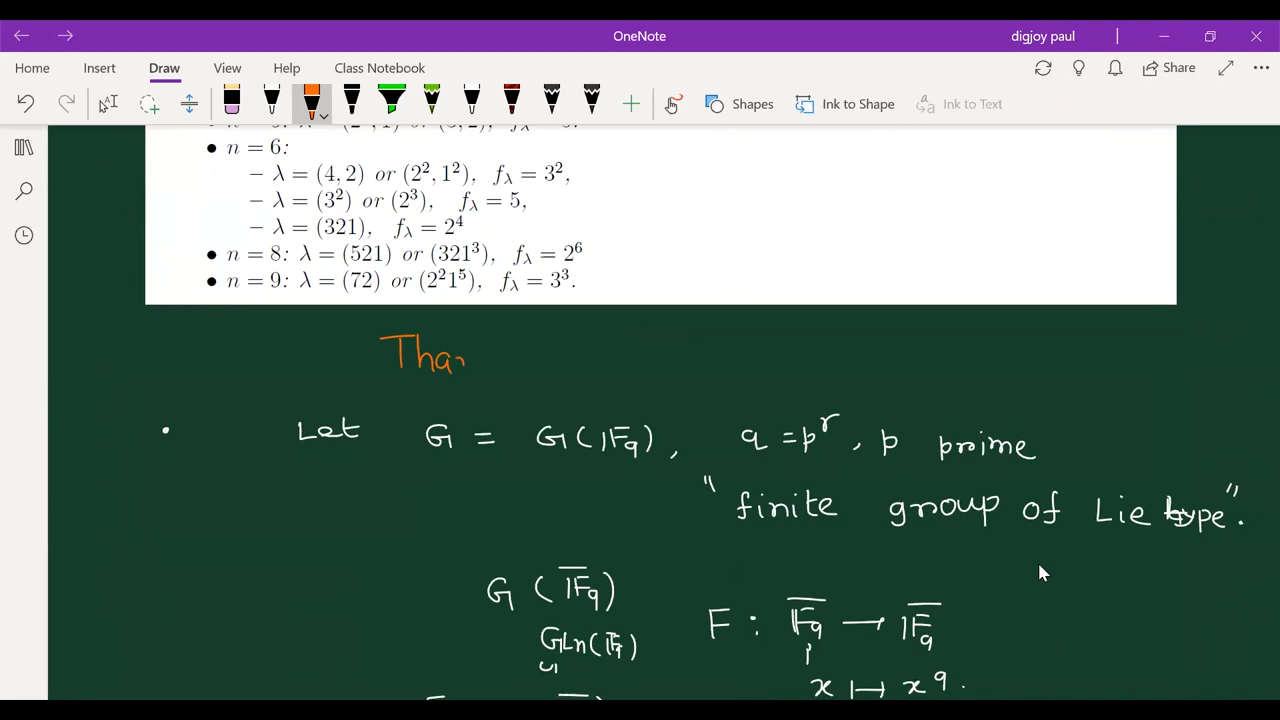 OneNote
digjoy paul
Home Insert Draw View Help Class Notebook Share
Shapes Ink to Shape Ink to Text
• n = 6:
– λ = (4, 2) or (2², 1²), f_λ = 3²,
– λ = (3²) or (2³), f_λ = 5,
– λ = (321), f_λ = 2⁴
• n = 8: λ = (521) or (321³), f_λ = 2⁶
• n = 9: λ = (72) or (2²1⁵), f_λ = 3³.
Tha
• Let G = G(𝔽q), q = pʳ, p prime
"finite group of Lie type".
G (𝔽̅q)
GLn(𝔽̅q)
F : 𝔽̅q → 𝔽̅q
x ↦ x^q.